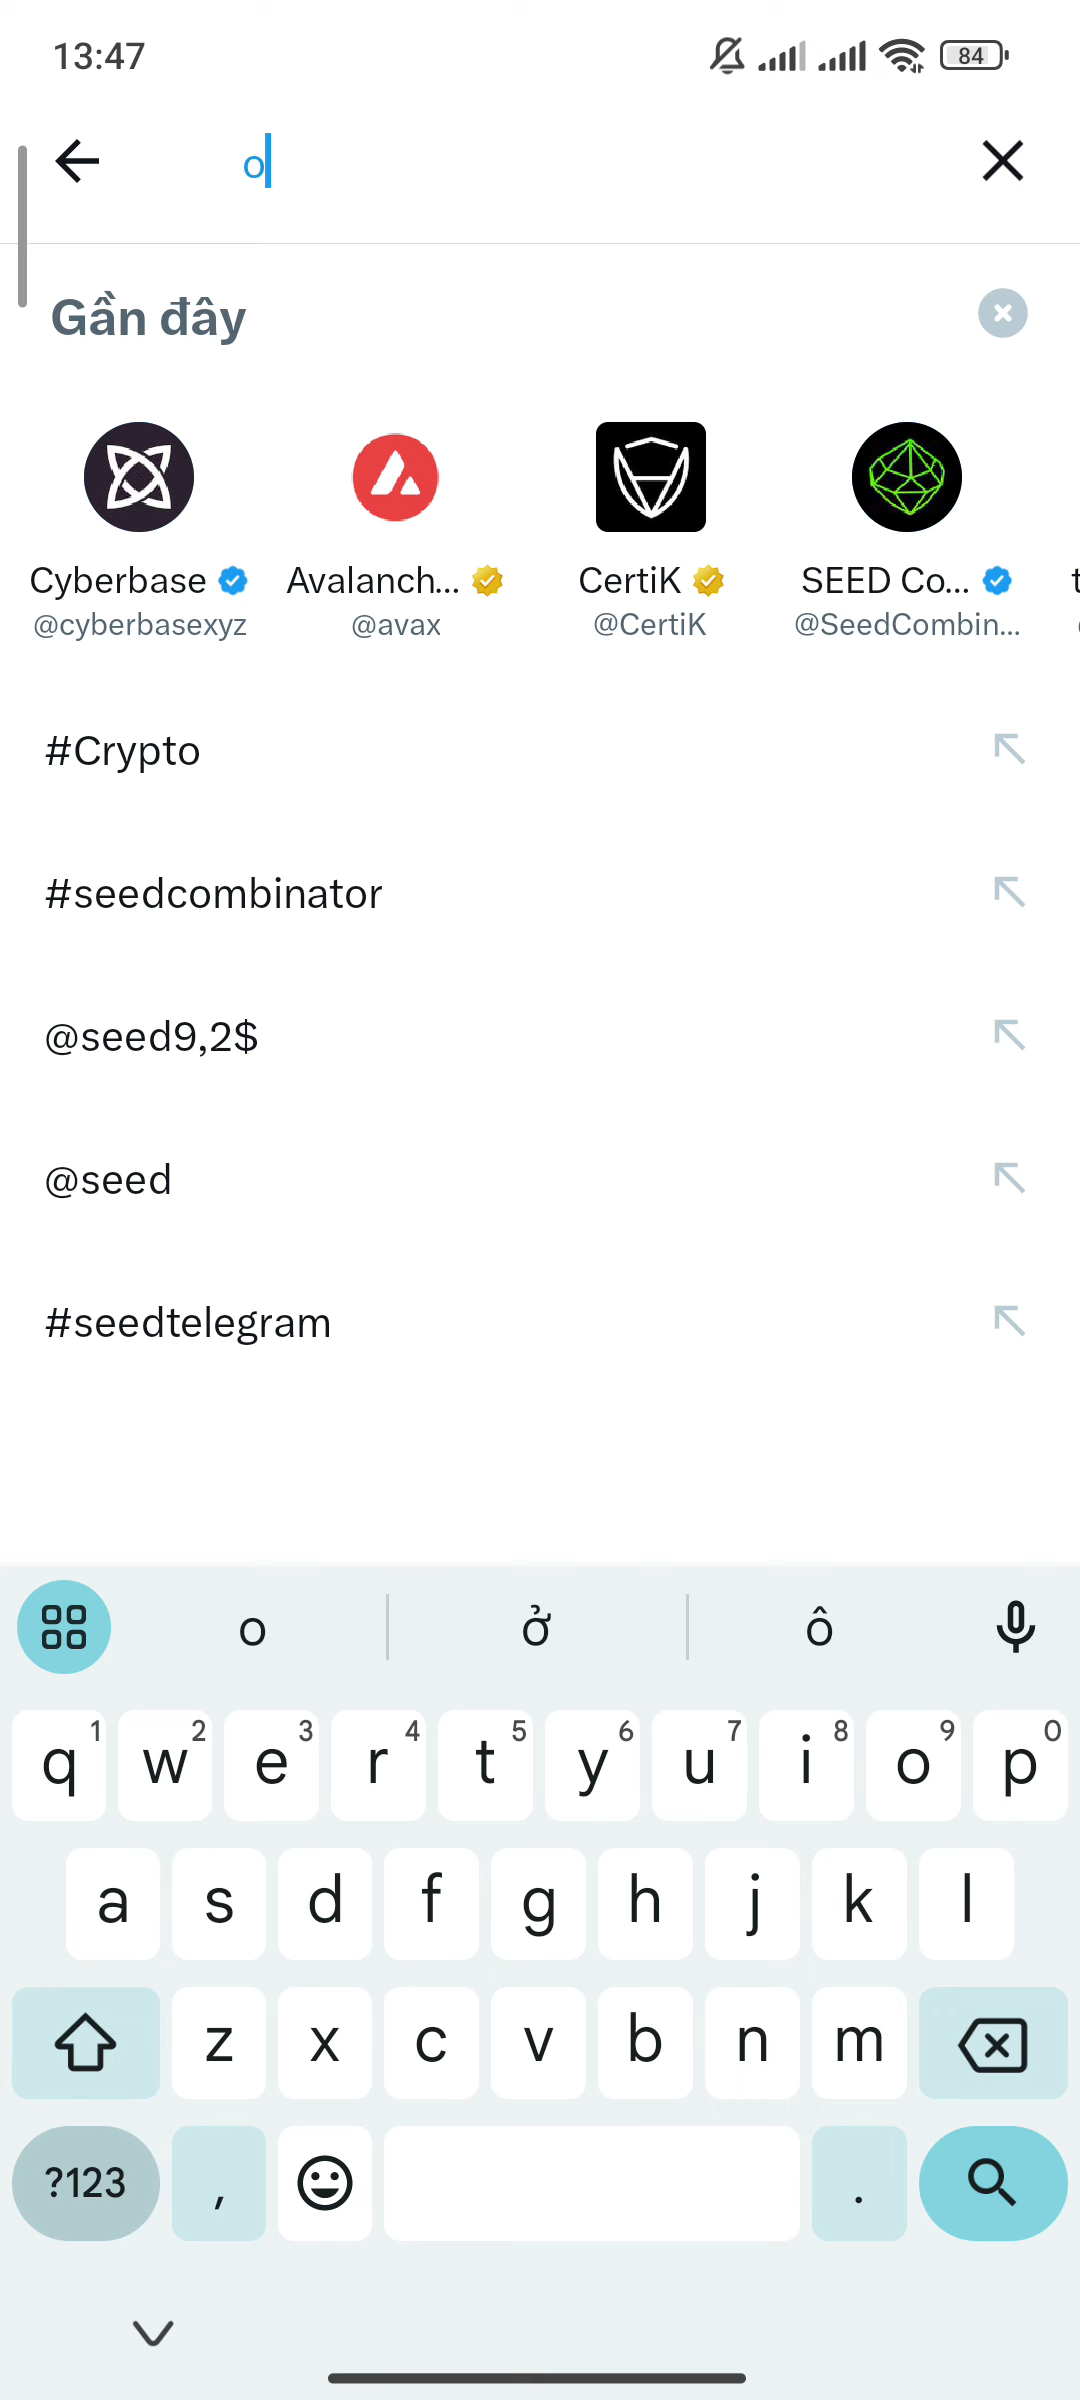 13:47
84
o
Gần đây
Cyberbase Avalanch... CertiK SEED Co...
@cyberbasexyz @avax @CertiK @SeedCombin...
#Crypto
#seedcombinator
@seed9,2$
@seed
#seedtelegram
o ở ô
1 2 3 4 5 6 7 8 9 0
q w e r t y u i o p
a s d f g h j k l
z x c v b n m
?123 , .